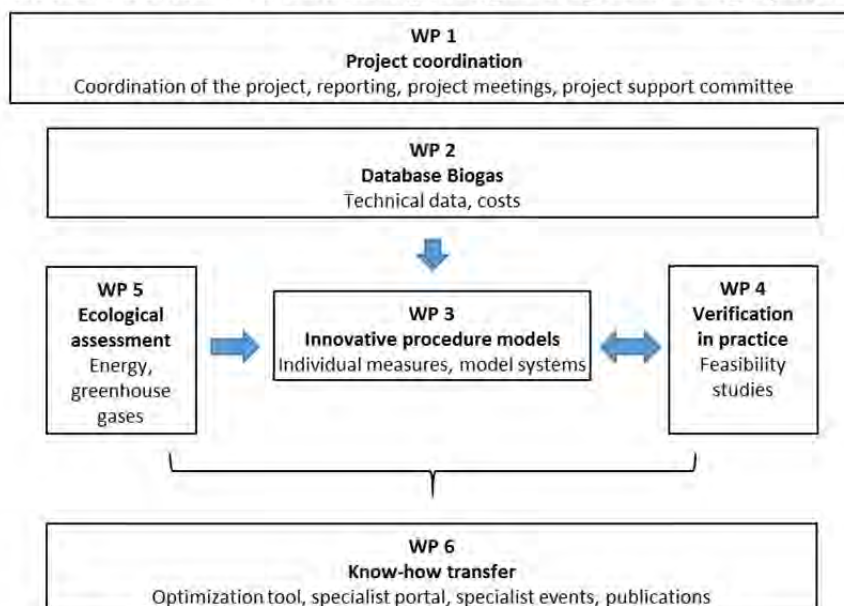 WP 1
Project coordination
Coordination of the project, reporting, project meetings, project support committee
WP 2
Database Biogas
Technical data, costs
WP 5
Ecological
assessment
Energy,
greenhouse
gases
WP 3
Innovative procedure models
Individual measures, model systems
WP 4
Verification
in practice
Feasibility
studies
WP 6
Know-how transfer
Optimization tool, specialist portal, specialist events, publications